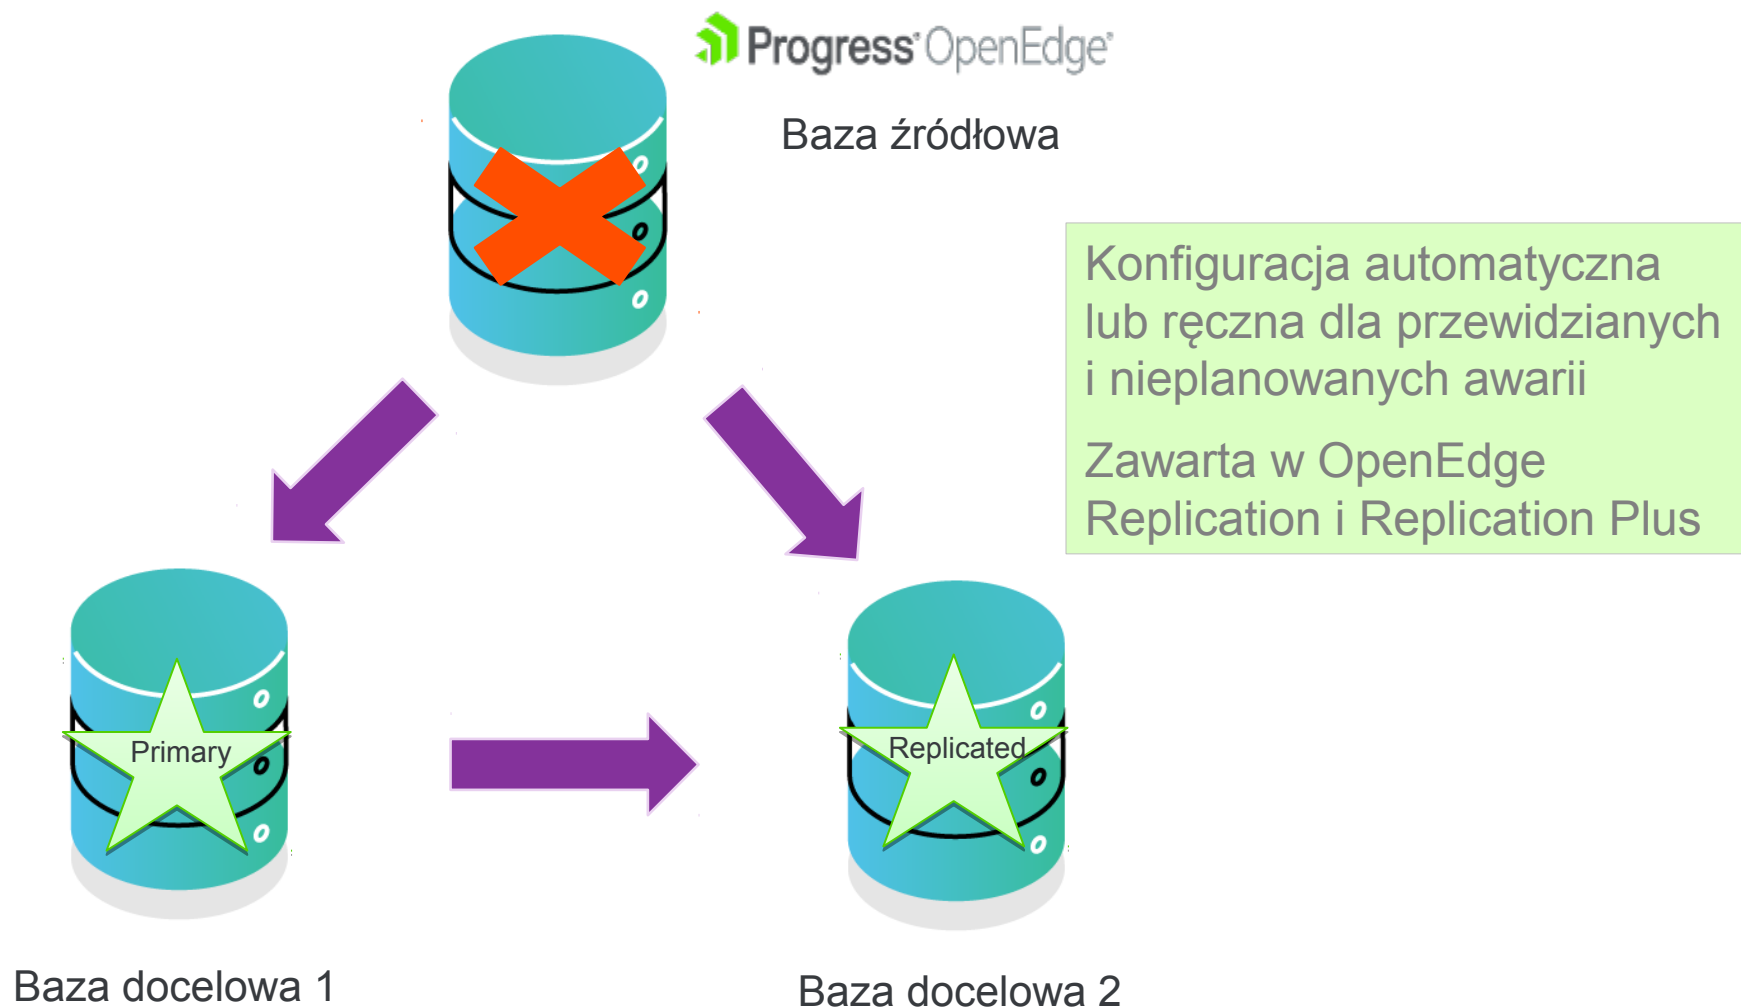 Progress® OpenEdge®
Baza źródłowa
Konfiguracja automatyczna
lub ręczna dla przewidzianych
i nieplanowanych awarii
Zawarta w OpenEdge
Replication i Replication Plus
Primary
Replicated
Baza docelowa 1
Baza docelowa 2